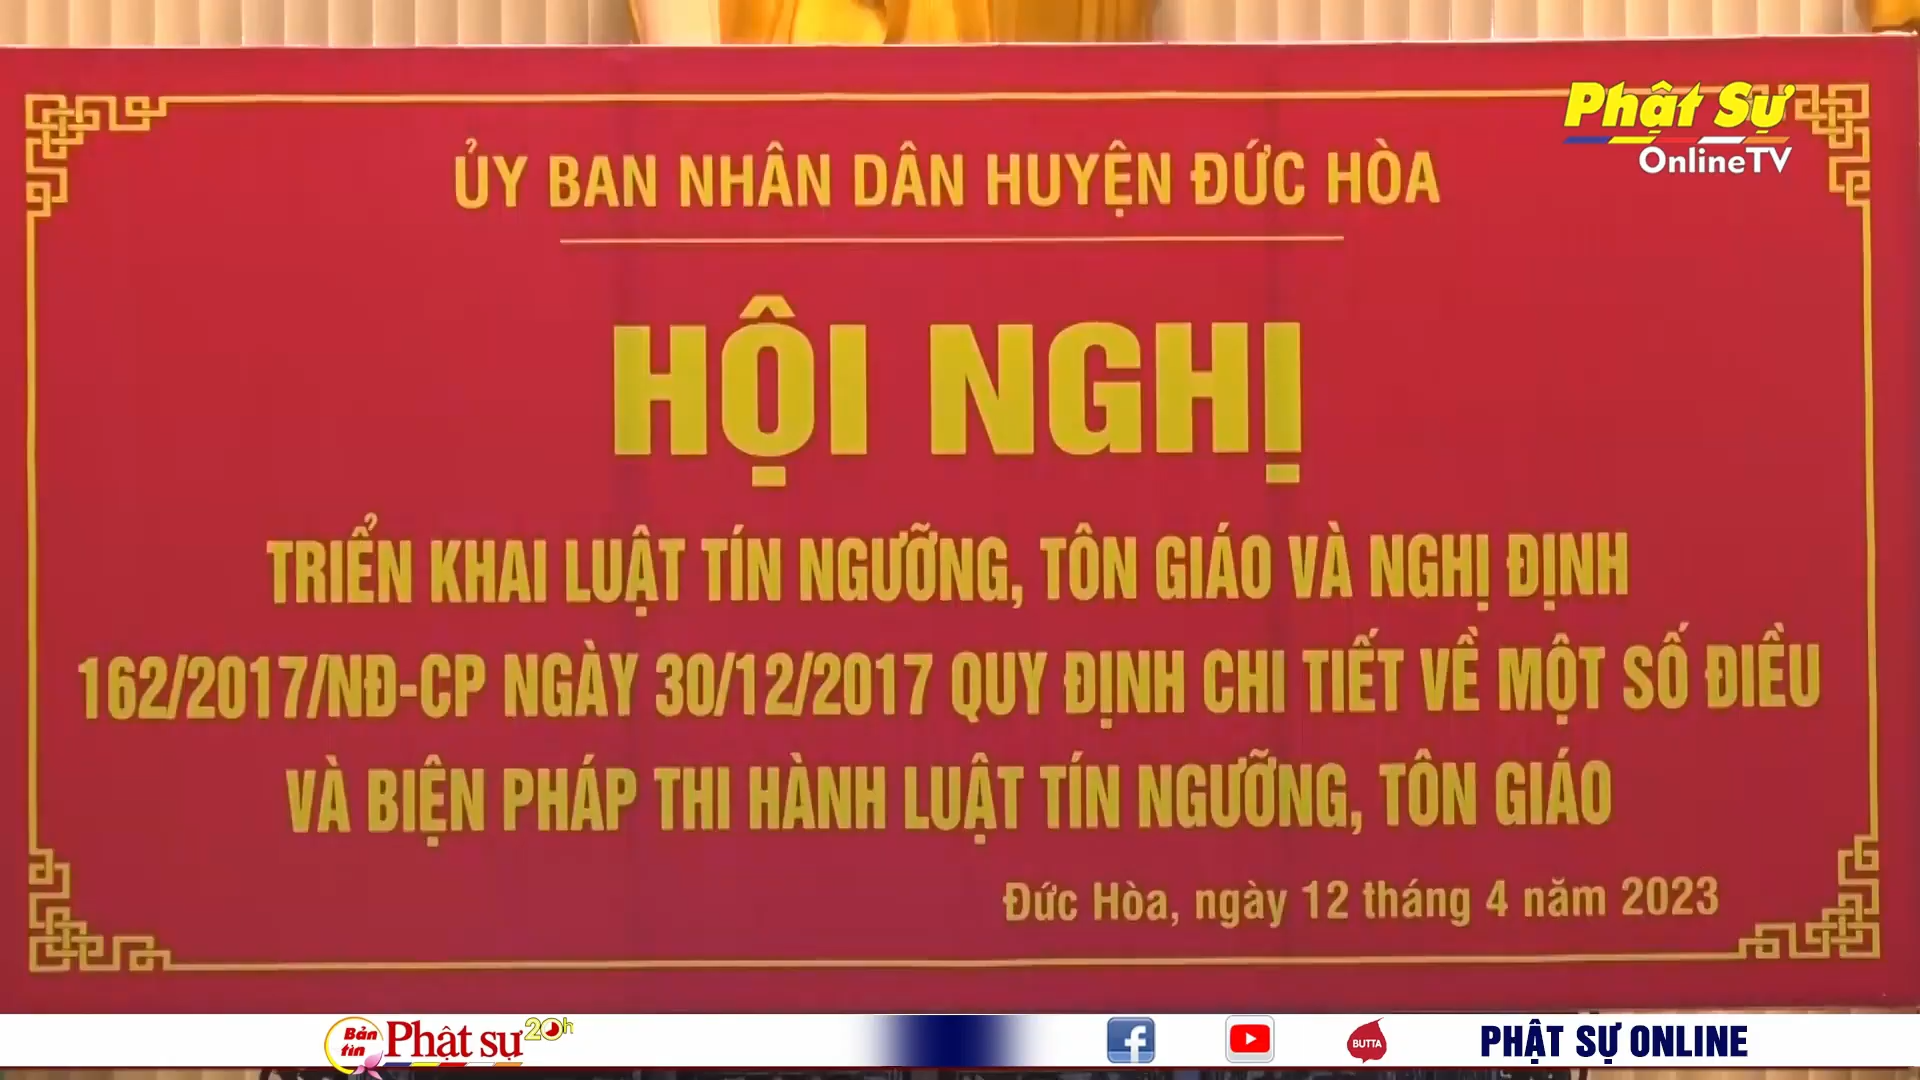 Phật Sự
OnlineTV
ỦY BAN NHÂN DÂN HUYỆN ĐỨC HÒA
HỘI NGHỊ
TRIỂN KHAI LUẬT TÍN NGƯỠNG, TÔN GIÁO VÀ NGHỊ ĐỊNH
162/2017/NĐ-CP NGÀY 30/12/2017 QUY ĐỊNH CHI TIẾT VỀ MỘT SỐ ĐIỀU
VÀ BIỆN PHÁP THI HÀNH LUẬT TÍN NGƯỠNG, TÔN GIÁO
Đức Hòa, ngày 12 tháng 4 năm 2023
Bản tin Phật sự 20h
BUTTA
PHẬT SỰ ONLINE